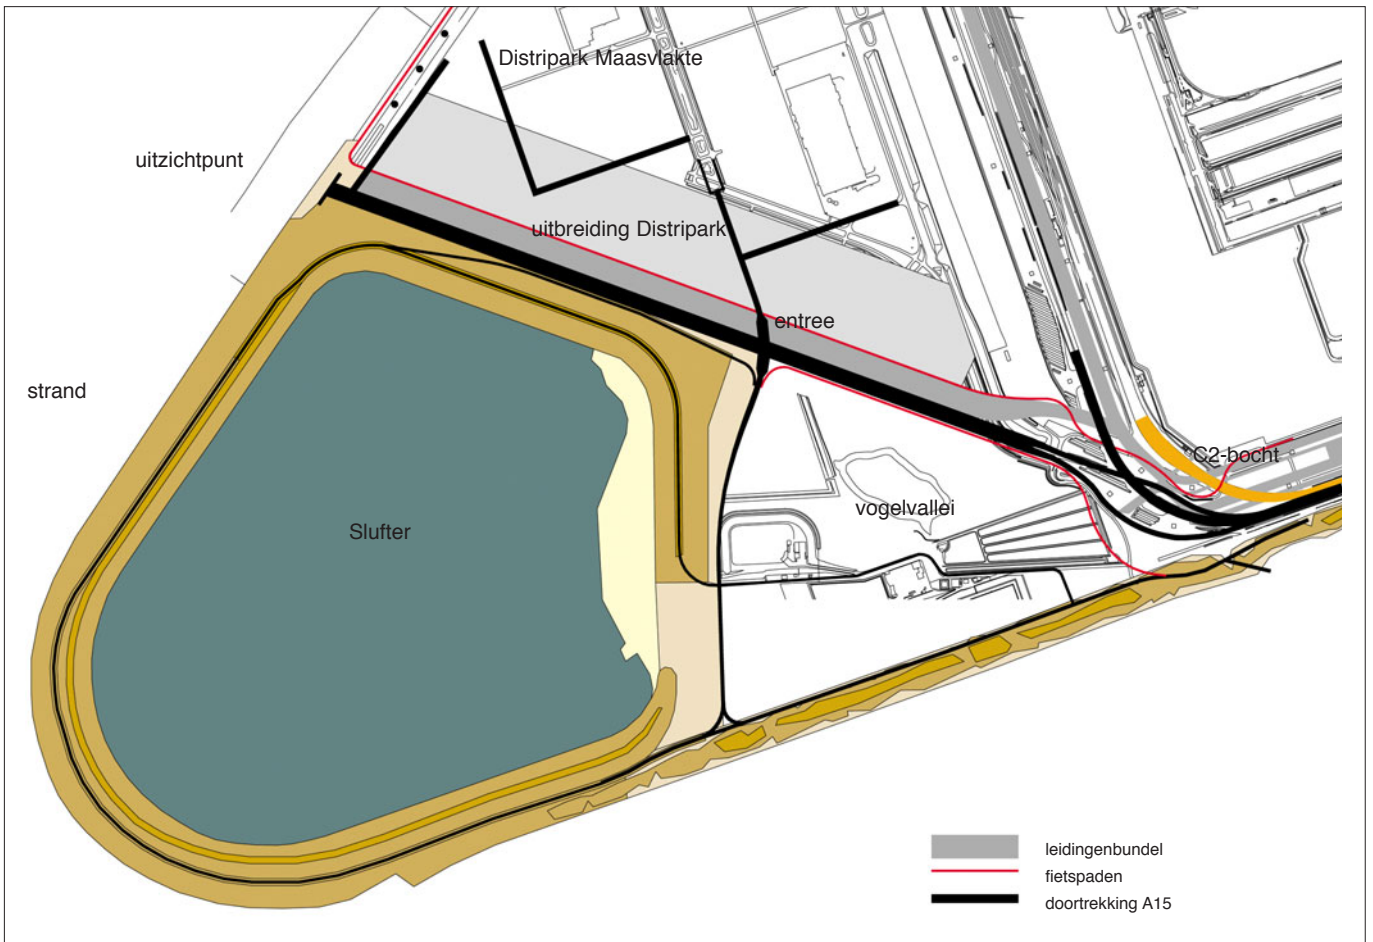 Distripark Maasvlakte
uitzichtpunt
uitbreiding Distripark
entree
strand
C2-bocht
vogelvallei
Slufter
leidingenbundel
fietspaden
doortrekking A15